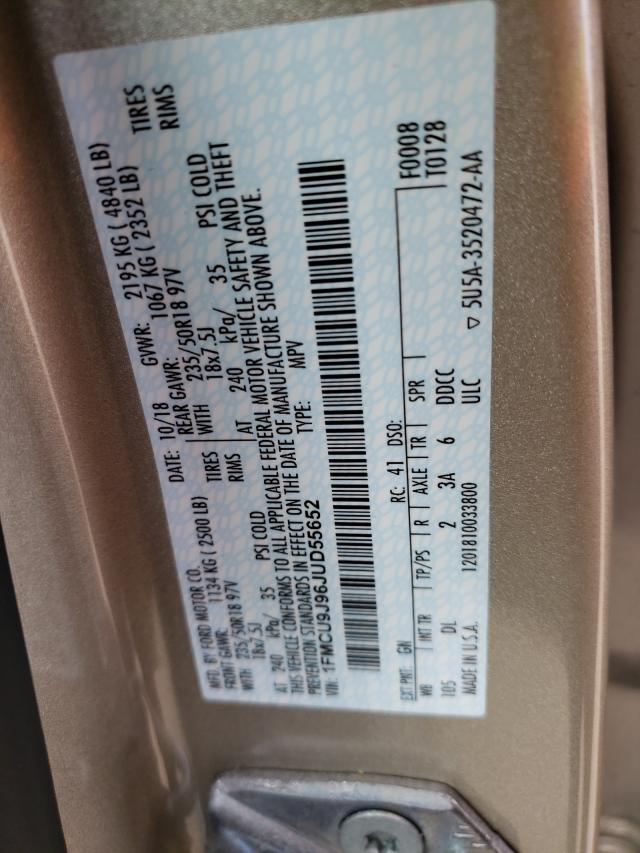 MFD. BY FORD MOTOR CO.
DATE: 10/18 GVWR: 2195 KG ( 4840 LB)
FRONT GAWR: 1134 KG ( 2500 LB) REAR GAWR: 1067 KG ( 2352 LB)
WITH 235/50R18 97V TIRES WITH 235/50R18 97V TIRES
18x7.5J RIMS 18x7.5J RIMS
AT 240 kPa/ 35 PSI COLD AT 240 kPa/ 35 PSI COLD
THIS VEHICLE CONFORMS TO ALL APPLICABLE FEDERAL MOTOR VEHICLE SAFETY AND THEFT
PREVENTION STANDARDS IN EFFECT ON THE DATE OF MANUFACTURE SHOWN ABOVE.
VIN: 1FMCU9J96JUD55652 TYPE: MPV
F0008
T0128
EXT PNT: GN RC: 41 DSO:
WB INT TR TP/PS R AXLE TR SPR
105 DL 2 3A 6 DDCC
MADE IN U.S.A. 1201810033800 ULC
▽ 5U5A-3520472-AA